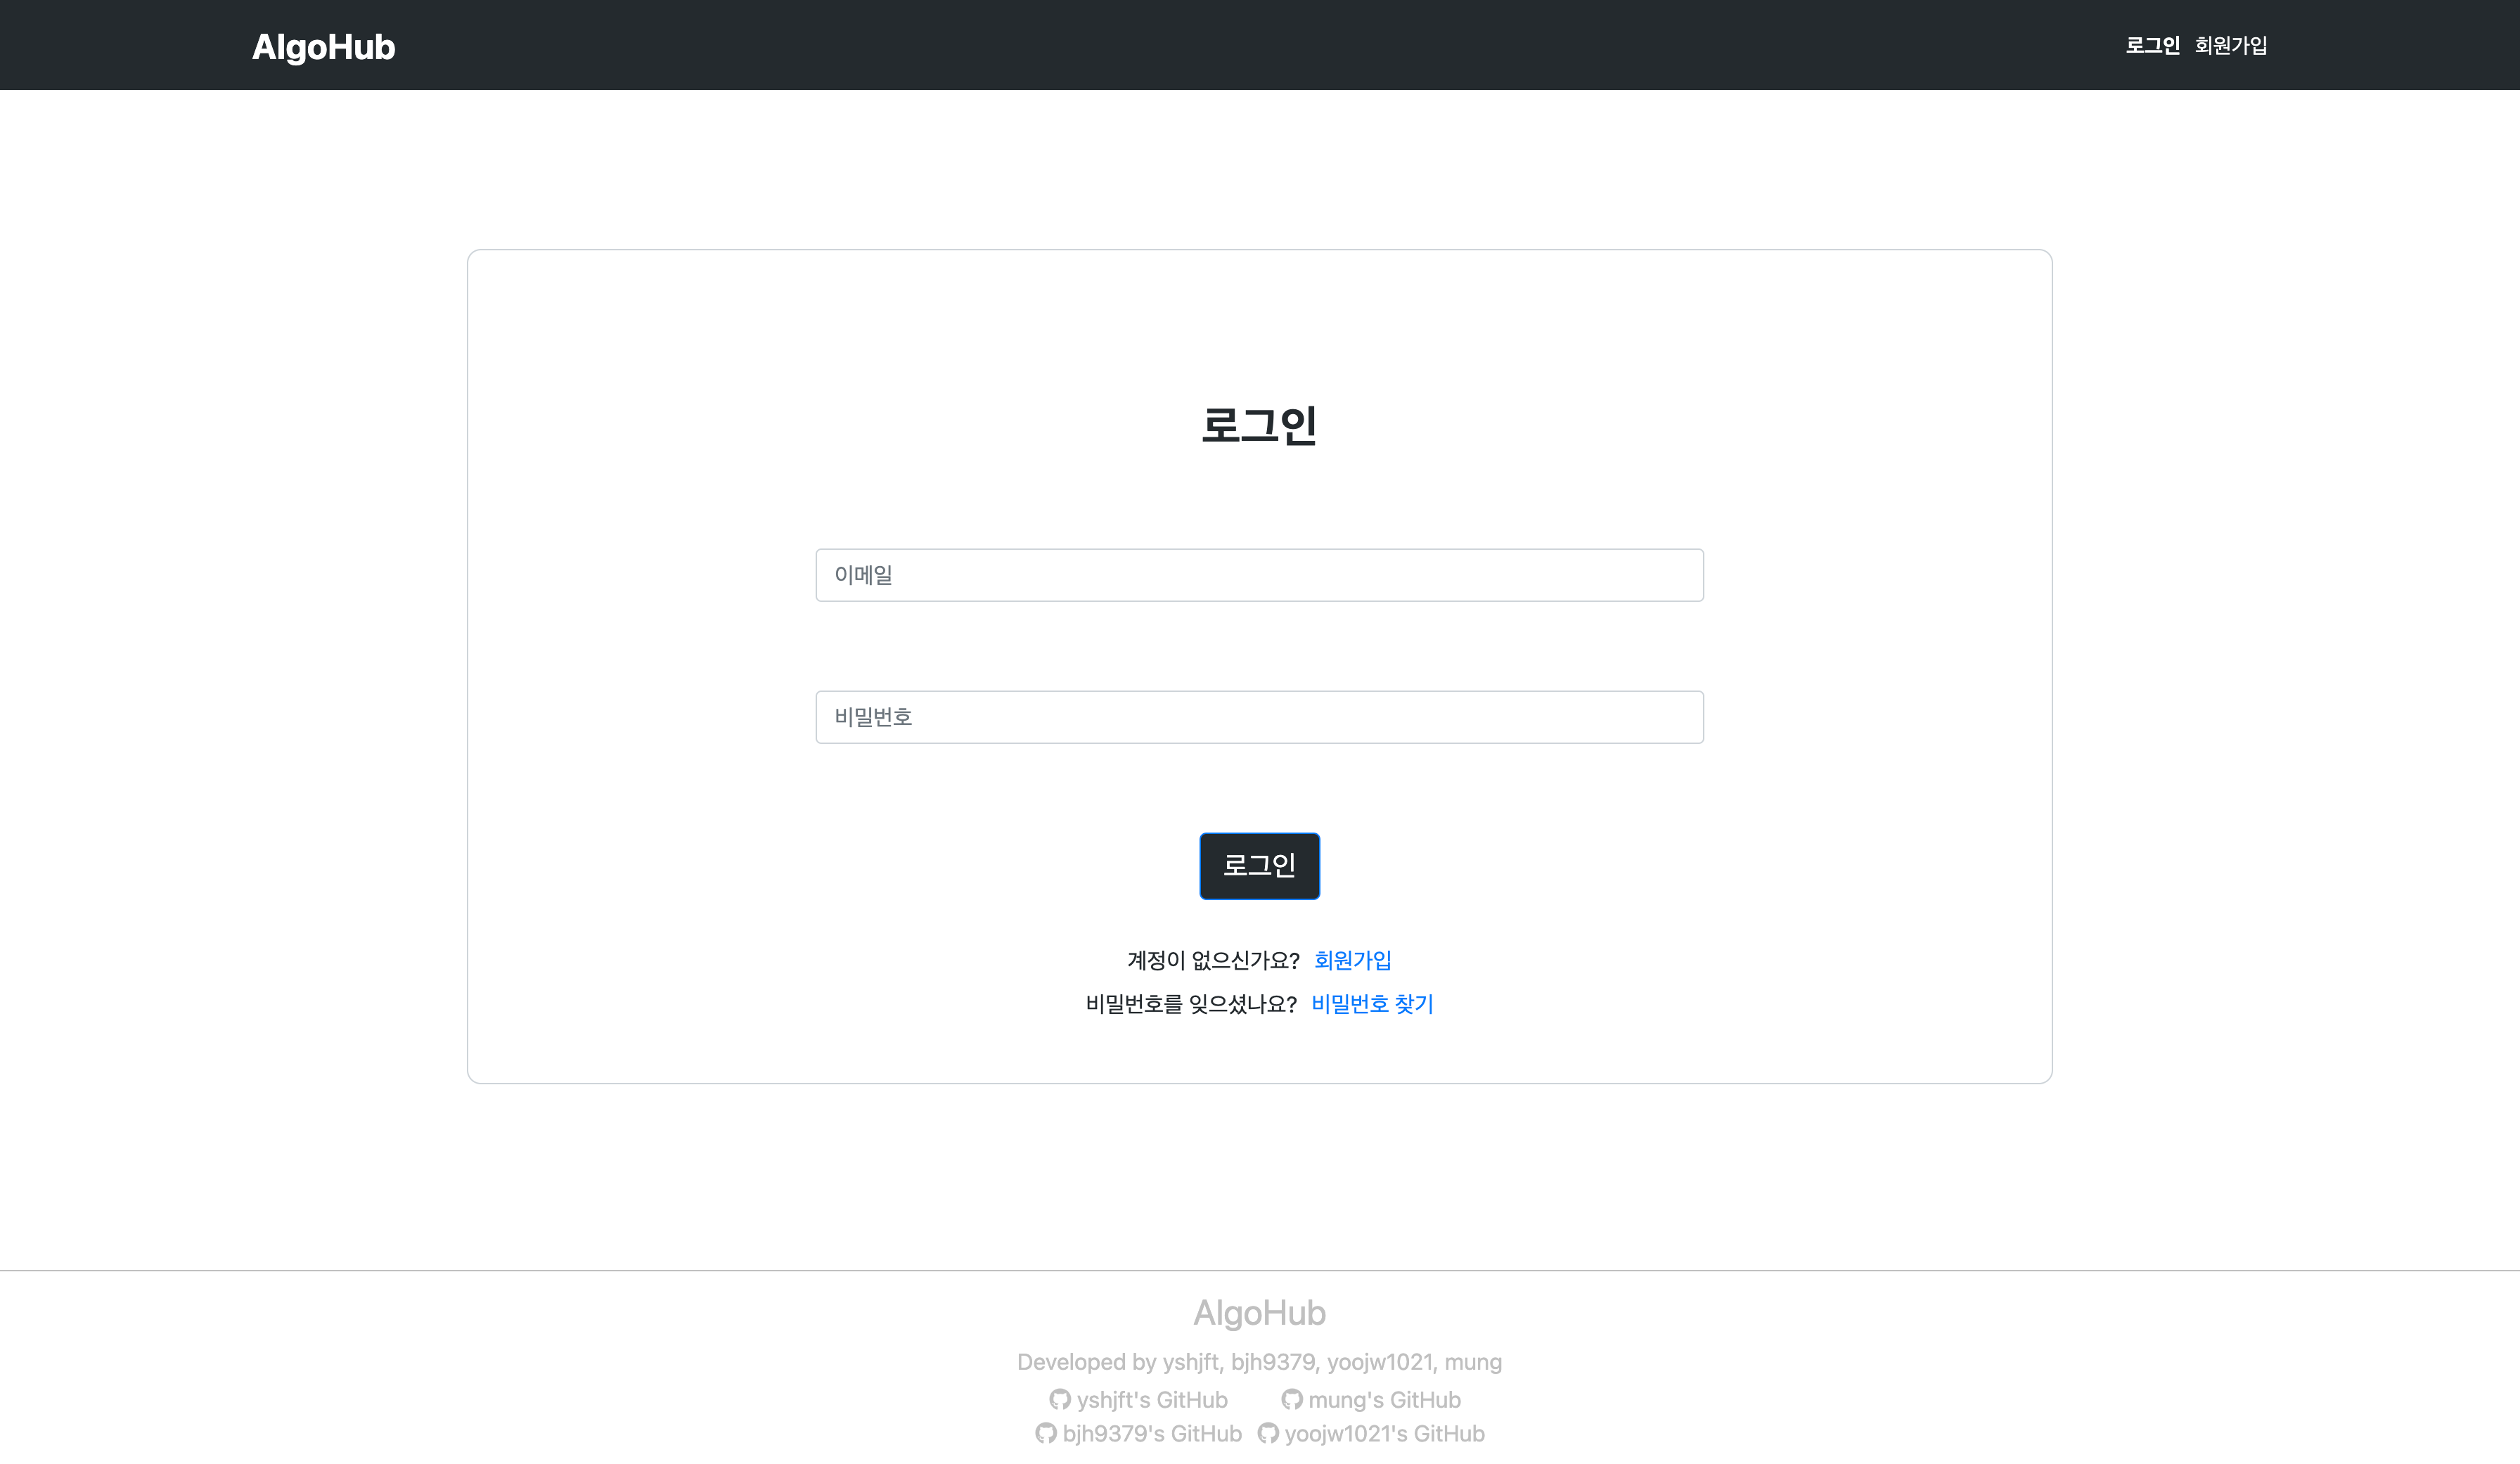 AlgoHub
로그인 회원가입
로그인
이메일
비밀번호
로그인
계정이 없으신가요? 회원가입
비밀번호를 잊으셨나요? 비밀번호 찾기
AlgoHub
Developed by yshjft, bjh9379, yoojw1021, mung
yshjft's GitHub mung's GitHub
bjh9379's GitHub yoojw1021's GitHub